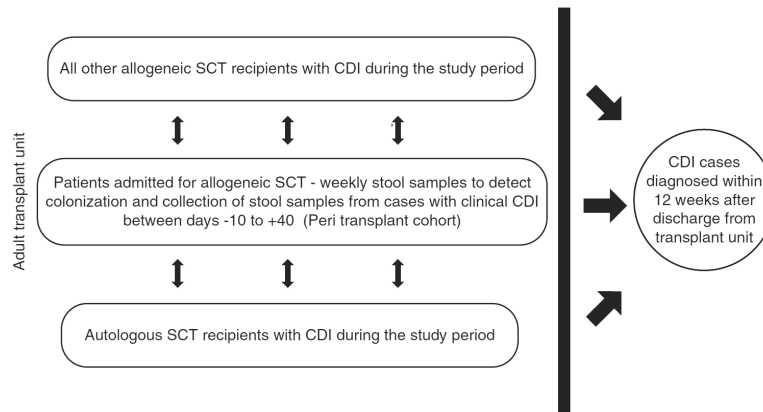 All other allogeneic SCT recipients with CDI during the study period
Adult transplant unit
Patients admitted for allogeneic SCT - weekly stool samples to detect
colonization and collection of stool samples from cases with clinical CDI
between days -10 to +40 (Peri transplant cohort)
Autologous SCT recipients with CDI during the study period
CDI cases
diagnosed within
12 weeks after
discharge from
transplant unit